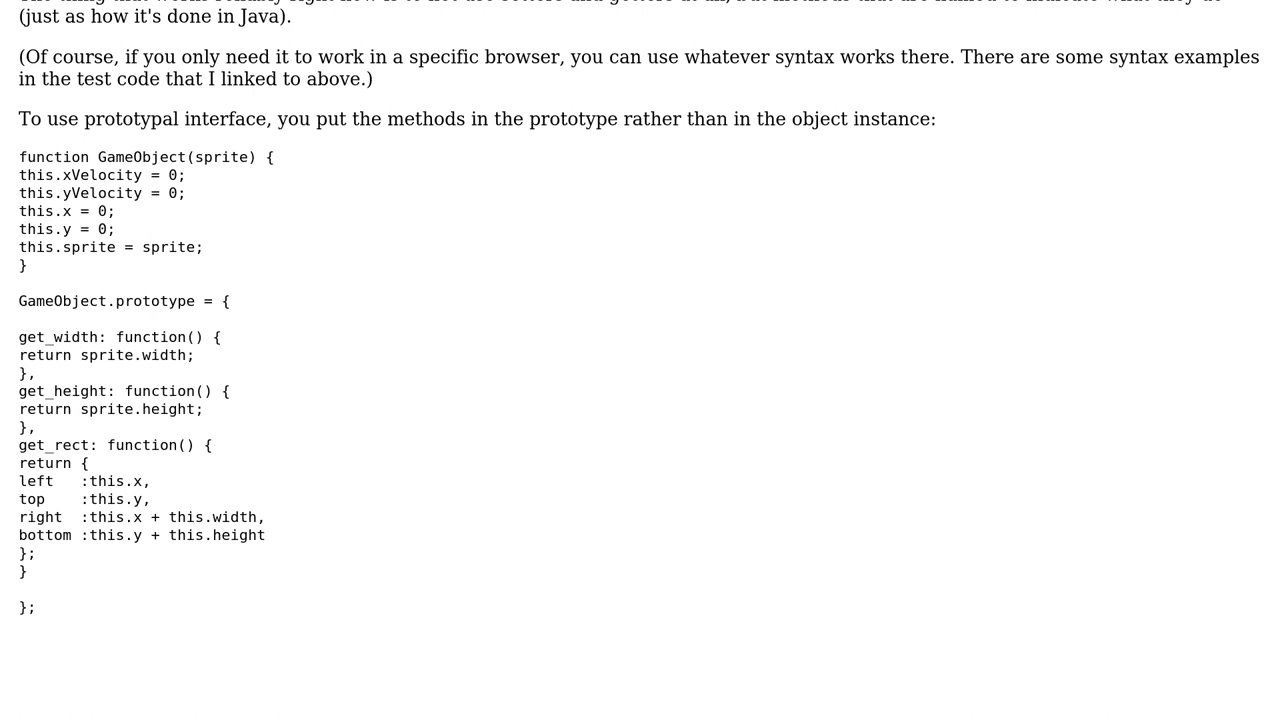 (just as how it's done in Java).
(Of course, if you only need it to work in a specific browser, you can use whatever syntax works there. There are some syntax examples
in the test code that I linked to above.)
To use prototypal interface, you put the methods in the prototype rather than in the object instance:
function GameObject(sprite) {
this.xVelocity = 0;
this.yVelocity = 0;
this.x = 0;
this.y = 0;
this.sprite = sprite;
}
GameObject.prototype = {
get_width: function() {
return sprite.width;
},
get_height: function() {
return sprite.height;
},
get_rect: function() {
return {
left   :this.x,
top    :this.y,
right  :this.x + this.width,
bottom :this.y + this.height
};
}
};